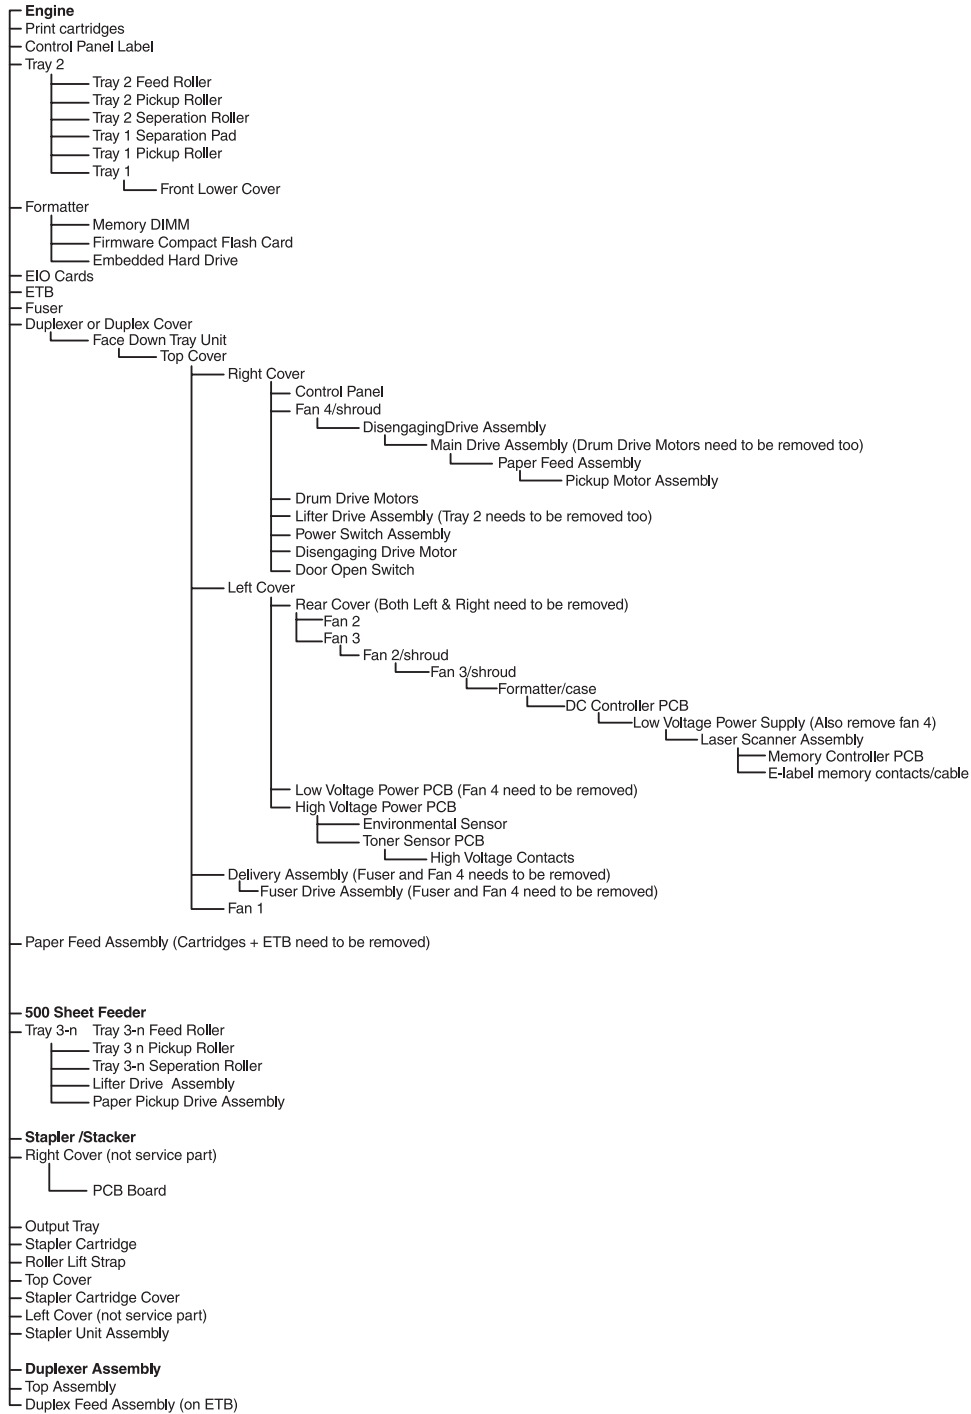 Engine
Print cartridges
Control Panel Label
Tray 2
Tray 2 Feed Roller
Tray 2 Pickup Roller
Tray 2 Seperation Roller
Tray 1 Separation Pad
Tray 1 Pickup Roller
Tray 1
Front Lower Cover
Formatter
Memory DIMM
Firmware Compact Flash Card
Embedded Hard Drive
EIO Cards
ETB
Fuser
Duplexer or Duplex Cover
Face Down Tray Unit
Top Cover
Right Cover
Control Panel
Fan 4/shroud
DisengagingDrive Assembly
Main Drive Assembly (Drum Drive Motors need to be removed too)
Paper Feed Assembly
Pickup Motor Assembly
Drum Drive Motors
Lifter Drive Assembly (Tray 2 needs to be removed too)
Power Switch Assembly
Disengaging Drive Motor
Door Open Switch
Left Cover
Rear Cover (Both Left & Right need to be removed)
Fan 2
Fan 3
Fan 2/shroud
Fan 3/shroud
Formatter/case
DC Controller PCB
Low Voltage Power Supply (Also remove fan 4)
Laser Scanner Assembly
Memory Controller PCB
E-label memory contacts/cable
Low Voltage Power PCB (Fan 4 need to be removed)
High Voltage Power PCB
Environmental Sensor
Toner Sensor PCB
High Voltage Contacts
Delivery Assembly (Fuser and Fan 4 needs to be removed)
Fuser Drive Assembly (Fuser and Fan 4 need to be removed)
Fan 1
Paper Feed Assembly (Cartridges + ETB need to be removed)
500 Sheet Feeder
Tray 3-n Tray 3-n Feed Roller
Tray 3 n Pickup Roller
Tray 3-n Seperation Roller
Lifter Drive Assembly
Paper Pickup Drive Assembly
Stapler /Stacker
Right Cover (not service part)
PCB Board
Output Tray
Stapler Cartridge
Roller Lift Strap
Top Cover
Stapler Cartridge Cover
Left Cover (not service part)
Stapler Unit Assembly
Duplexer Assembly
Top Assembly
Duplex Feed Assembly (on ETB)